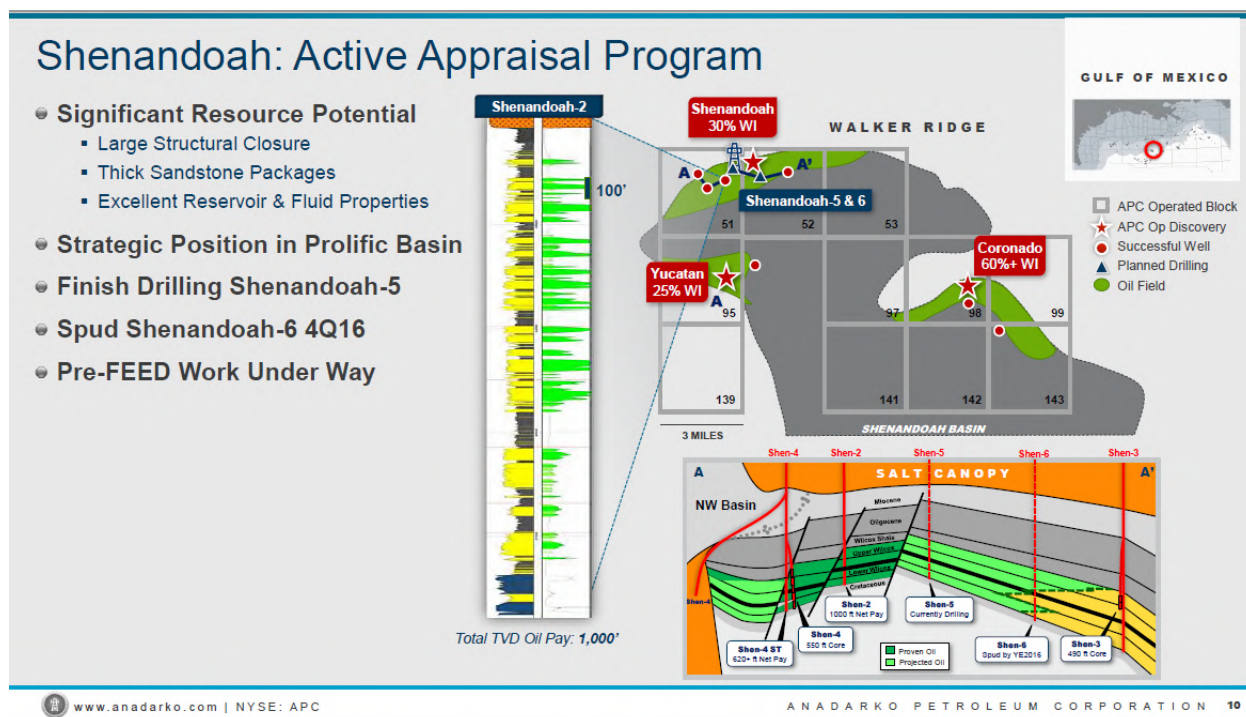 Shenandoah: Active Appraisal Program
Significant Resource Potential
Large Structural Closure
Thick Sandstone Packages
Excellent Reservoir & Fluid Properties
Strategic Position in Prolific Basin
Finish Drilling Shenandoah-5
Spud Shenandoah-6 4Q16
Pre-FEED Work Under Way
Shenandoah-2
100'
Total TVD Oil Pay: 1,000'
Shenandoah
30% WI
WALKER RIDGE
A
A'
Shenandoah-5 & 6
51
52
53
Yucatan
25% WI
A
Coronado
60%+ WI
95
97
98
99
139
141
142
143
3 MILES
SHENANDOAH BASIN
GULF OF MEXICO
APC Operated Block
APC Op Discovery
Successful Well
Planned Drilling
Oil Field
Shen-4
Shen-2
Shen-5
Shen-6
Shen-3
A
SALT CANOPY
A'
NW Basin
Miocene
Oligocene
Wilcox Shale
Upper Wilcox
Lower Wilcox
Cretaceous
Shen-4
Shen-2
1000 ft Net Pay
Shen-5
Currently Drilling
Shen-4
550 ft Core
Shen-4 ST
620+ ft Net Pay
Shen-6
Spud by YE2016
Shen-3
490 ft Core
Proven Oil
Projected Oil
www.anadarko.com | NYSE: APC
ANADARKO PETROLEUM CORPORATION 10